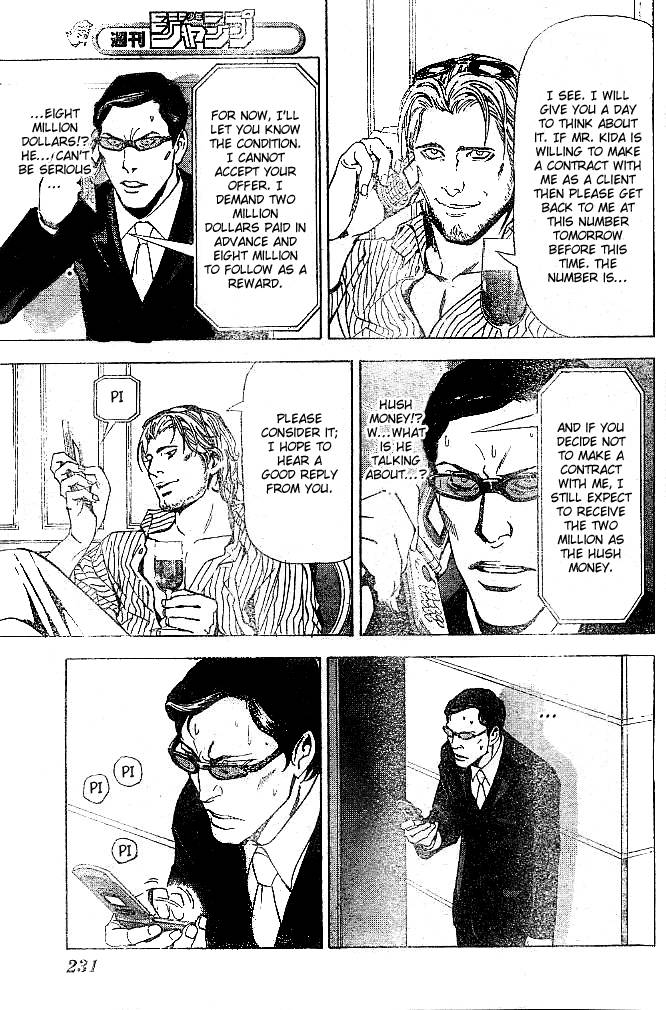 週刊
少年
ジャンプ
I SEE. I WILL
GIVE YOU A DAY
TO THINK ABOUT
IT. IF MR. KIDA IS
WILLING TO MAKE
A CONTRACT WITH
ME AS A CLIENT
THEN PLEASE GET
BACK TO ME AT
THIS NUMBER
TOMORROW
BEFORE THIS
TIME. THE
NUMBER IS...
FOR NOW, I'LL
LET YOU KNOW
THE CONDITION.
I CANNOT
ACCEPT YOUR
OFFER. I
DEMAND TWO
MILLION
DOLLARS PAID IN
ADVANCE AND
EIGHT MILLION
TO FOLLOW AS A
REWARD.
...EIGHT
MILLION
DOLLARS!?
HE... CAN'T
BE SERIOUS
...
AND IF YOU
DECIDE NOT
TO MAKE A
CONTRACT
WITH ME, I
STILL EXPECT
TO RECEIVE
THE TWO
MILLION AS
THE HUSH
MONEY.
HUSH
MONEY!?
W...WHAT
IS HE
TALKING
ABOUT...?
PLEASE
CONSIDER IT;
I HOPE TO
HEAR A
GOOD REPLY
FROM YOU.
PI
...
PI
PI
PI
231